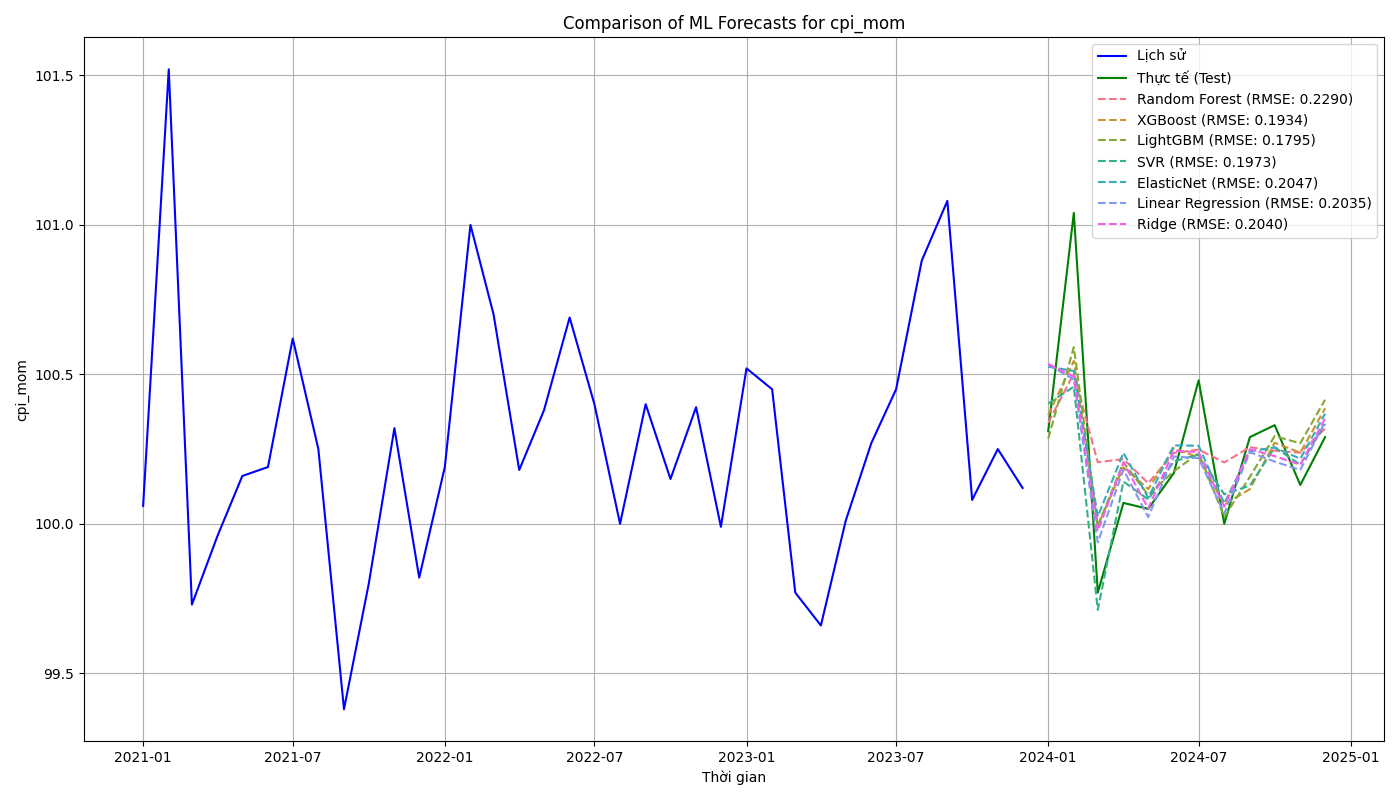 Comparison of ML Forecasts for cpi_mom
Lịch sử
Thực tế (Test)
Random Forest (RMSE: 0.2290)
XGBoost (RMSE: 0.1934)
LightGBM (RMSE: 0.1795)
SVR (RMSE: 0.1973)
ElasticNet (RMSE: 0.2047)
Linear Regression (RMSE: 0.2035)
Ridge (RMSE: 0.2040)
cpi_mom
101.5
101.0
100.5
100.0
99.5
2021-01
2021-07
2022-01
2022-07
2023-01
2023-07
2024-01
2024-07
2025-01
Thời gian